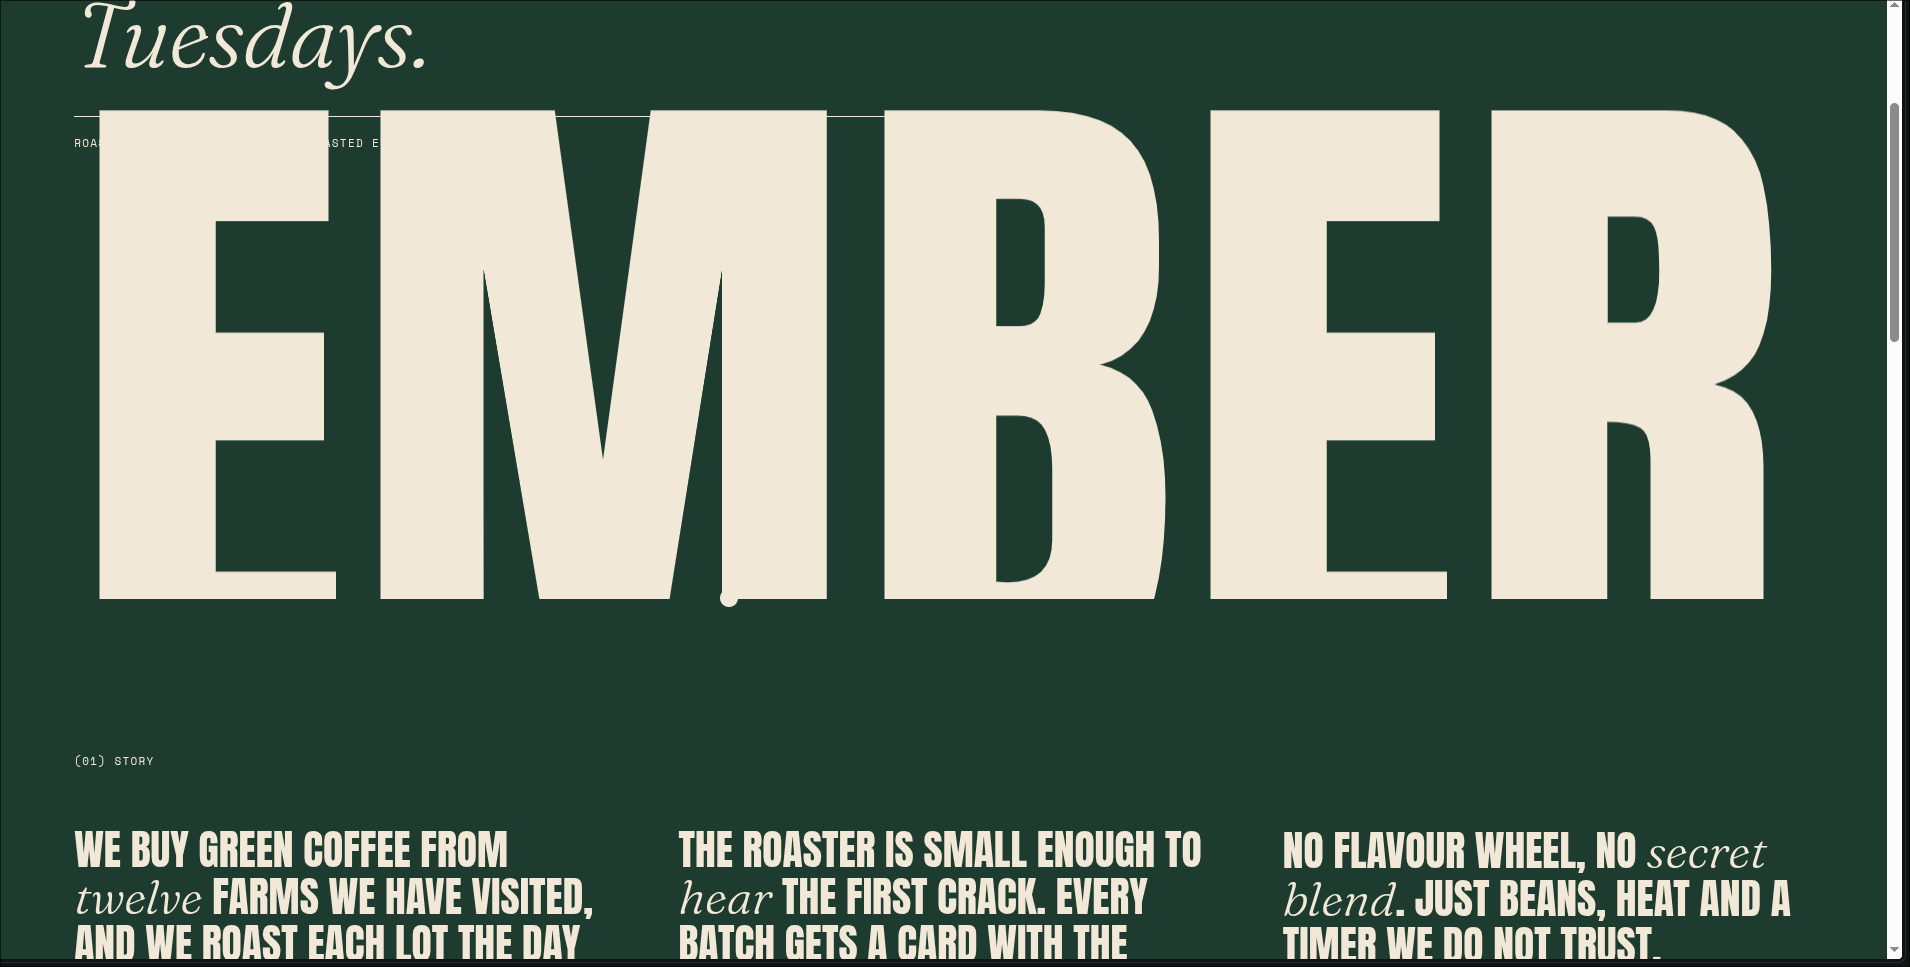 Tuesdays.
ROAS ASTED E
EMBER
(01) STORY
WE BUY GREEN COFFEE FROM
twelve FARMS WE HAVE VISITED,
AND WE ROAST EACH LOT THE DAY
THE ROASTER IS SMALL ENOUGH TO
hear THE FIRST CRACK. EVERY
BATCH GETS A CARD WITH THE
NO FLAVOUR WHEEL, NO secret
blend. JUST BEANS, HEAT AND A
TIMER WE DO NOT TRUST.